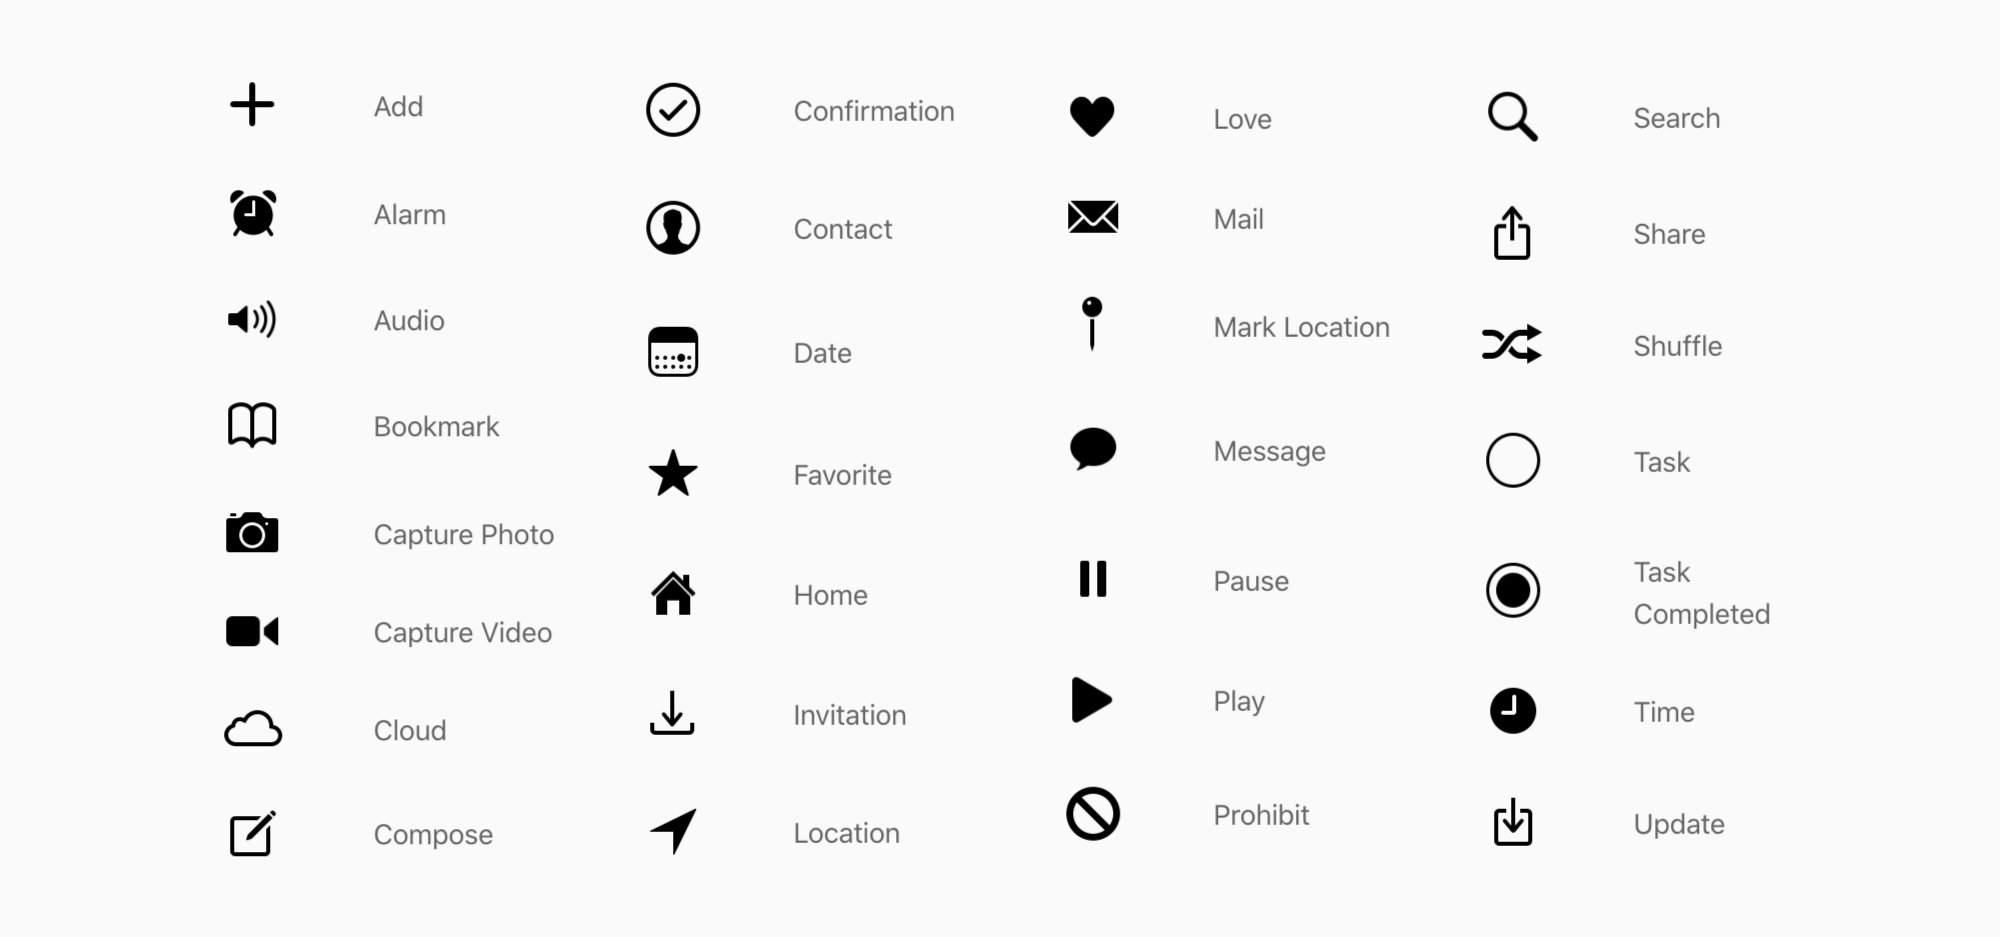 Add
Alarm
Audio
Bookmark
Capture Photo
Capture Video
Cloud
Compose
Confirmation
Contact
Date
Favorite
Home
Invitation
Location
Love
Mail
Mark Location
Message
Pause
Play
Prohibit
Search
Share
Shuffle
Task
Task
Completed
Time
Update